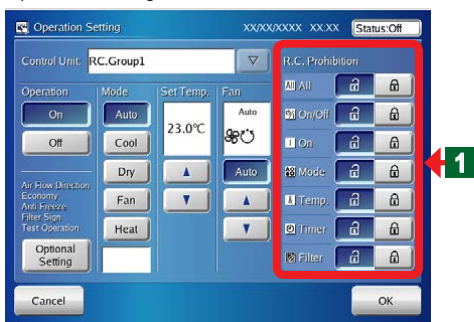 Operation Setting XX/XX/XXXX XX:XX Status:Off
Control Unit: RC.Group1
R.C. Prohibition
All All
Operation Mode Set Temp. Fan
On Auto 23.0°C Auto
On/Off
Off Cool
On
Dry Auto
Mode
Air Flow Direction
Economy
Anti Freeze
Filter Sign
Test Operation
Fan
Temp.
Heat
Timer
Optional
Setting
Filter
Cancel OK
1